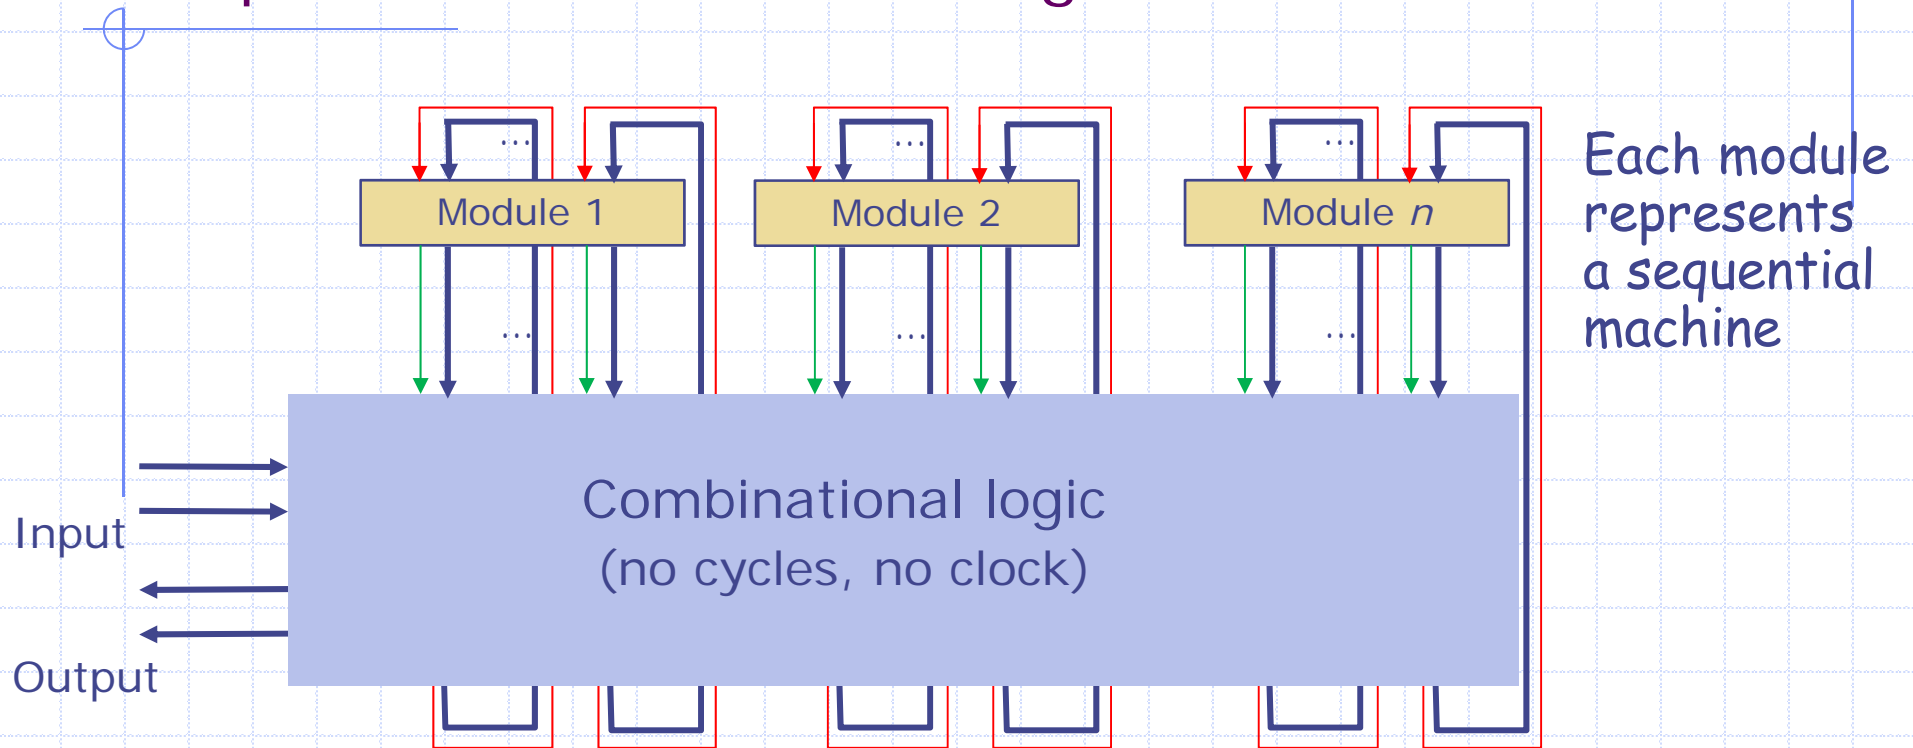 ...
...
...
Module 1
Module 2
Module n
Each module
represents
a sequential
machine
...
...
...
Combinational logic
(no cycles, no clock)
Input
Output